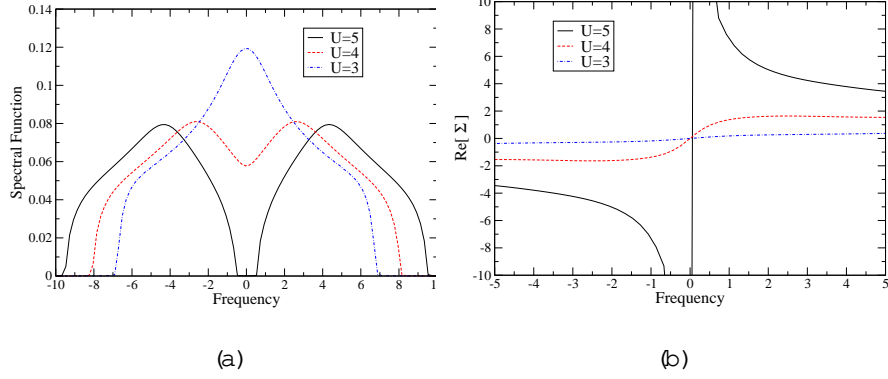 0.14
0.12
0.1
0.08
0.06
0.04
0.02
0
Spectral Function
U=5
U=4
U=3
-10 -8 -6 -4 -2 0 2 4 6 8 1
Frequency
(a)
10
8
6
4
2
0
-2
-4
-6
-8
-10
Re[ Σ ]
U=5
U=4
U=3
-5 -4 -3 -2 -1 0 1 2 3 4 5
Frequency
(b)